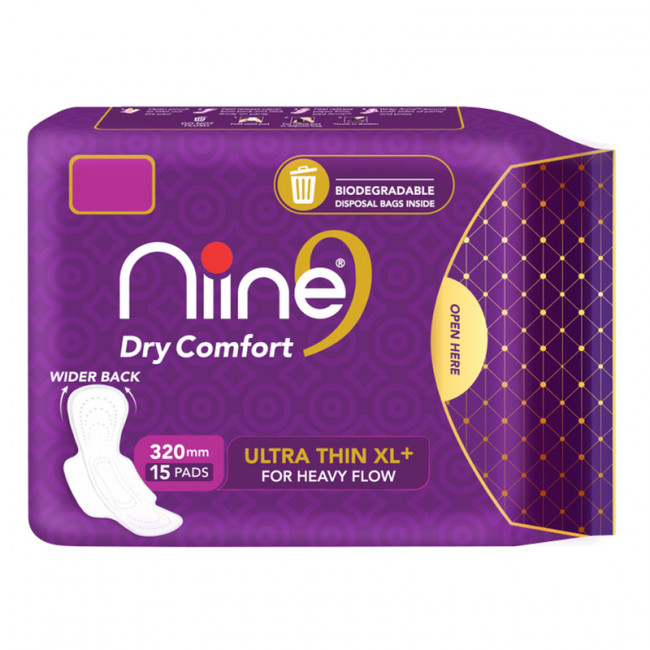 BIODEGRADABLE
DISPOSAL BAGS INSIDE
Niine® 9
Dry Comfort
OPEN HERE
WIDER BACK
320mm
15 PADS
ULTRA THIN XL+
FOR HEAVY FLOW